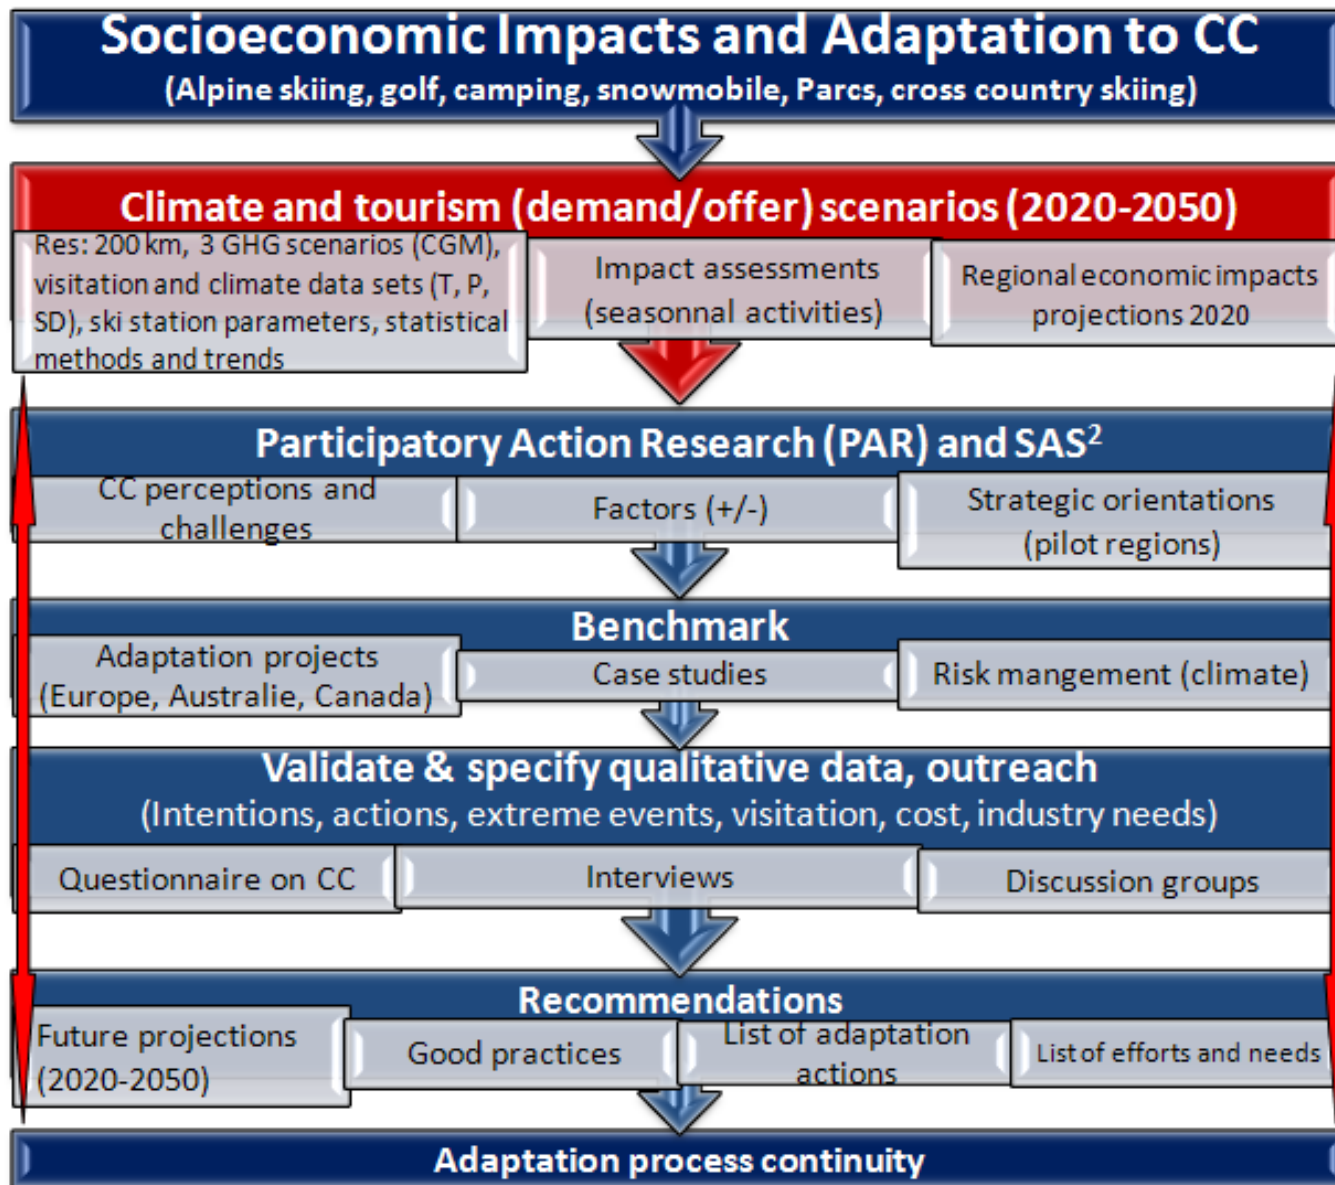 Socioeconomic Impacts and Adaptation to CC
(Alpine skiing, golf, camping, snowmobile, Parcs, cross country skiing)
Climate and tourism (demand/offer) scenarios (2020-2050)
Res: 200 km, 3 GHG scenarios (CGM),
visitation and climate data sets (T, P,
SD), ski station parameters, statistical
methods and trends
Impact assessments
(seasonnal activities)
Regional economic impacts
projections 2020
Participatory Action Research (PAR) and SAS²
CC perceptions and
challenges
Factors (+/-)
Strategic orientations
(pilot regions)
Benchmark
Adaptation projects
(Europe, Australie, Canada)
Case studies
Risk mangement (climate)
Validate & specify qualitative data, outreach
(Intentions, actions, extreme events, visitation, cost, industry needs)
Questionnaire on CC
Interviews
Discussion groups
Recommendations
Future projections
(2020-2050)
Good practices
List of adaptation
actions
List of efforts and needs
Adaptation process continuity